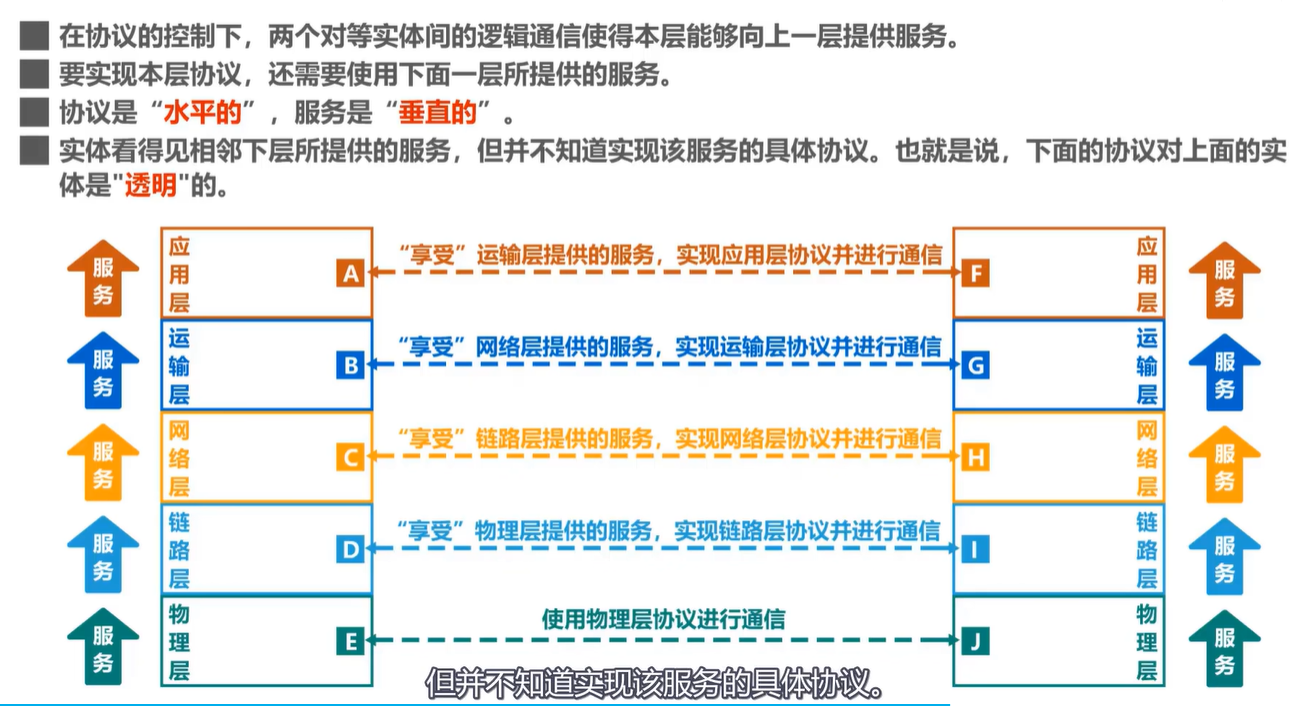 在协议的控制下，两个对等实体间的逻辑通信使得本层能够向上一层提供服务。
要实现本层协议，还需要使用下面一层所提供的服务。
协议是“水平的”，服务是“垂直的”。
实体看得见相邻下层所提供的服务，但并不知道实现该服务的具体协议。也就是说，下面的协议对上面的实
体是"透明"的。
服务
应用层
A
“享受”运输层提供的服务，实现应用层协议并进行通信
F
应用层
服务
服务
运输层
B
“享受”网络层提供的服务，实现运输层协议并进行通信
G
运输层
服务
服务
网络层
C
“享受”链路层提供的服务，实现网络层协议并进行通信
H
网络层
服务
服务
链路层
D
“享受”物理层提供的服务，实现链路层协议并进行通信
I
链路层
服务
服务
物理层
E
使用物理层协议进行通信
J
物理层
服务
但并不知道实现该服务的具体协议。